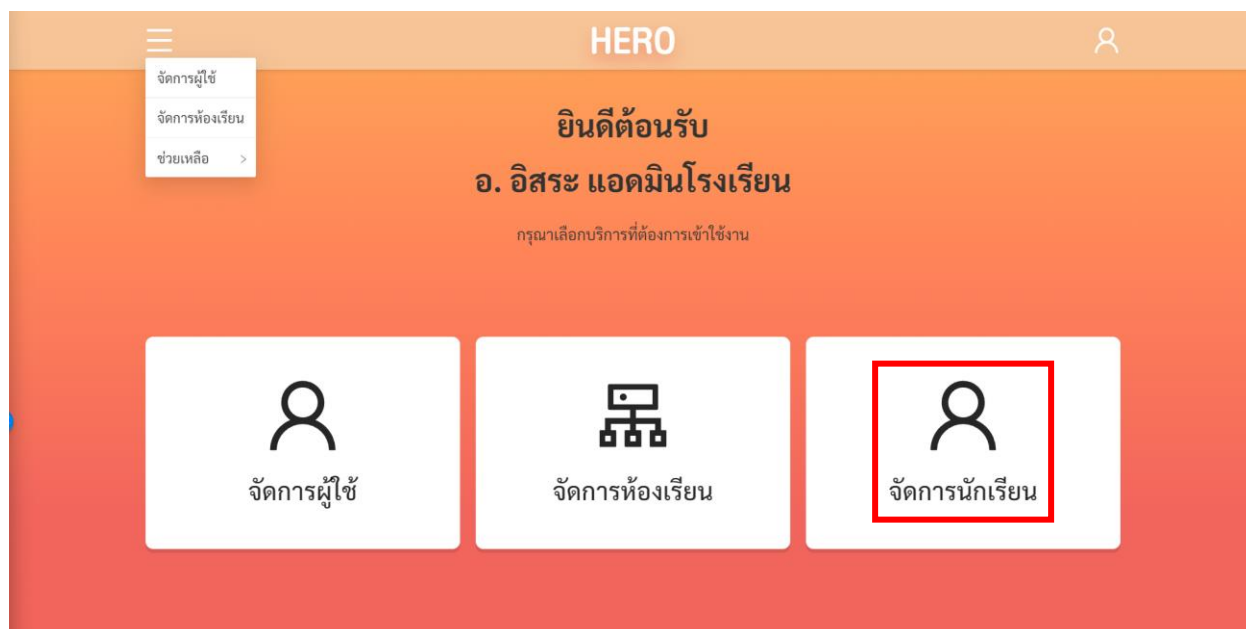 HERO
จัดการผู้ใช้
จัดการห้องเรียน
ช่วยเหลือ >
ยินดีต้อนรับ
อ. อิสระ แอดมินโรงเรียน
กรุณาเลือกบริการที่ต้องการเข้าใช้งาน
จัดการผู้ใช้
จัดการห้องเรียน
จัดการนักเรียน